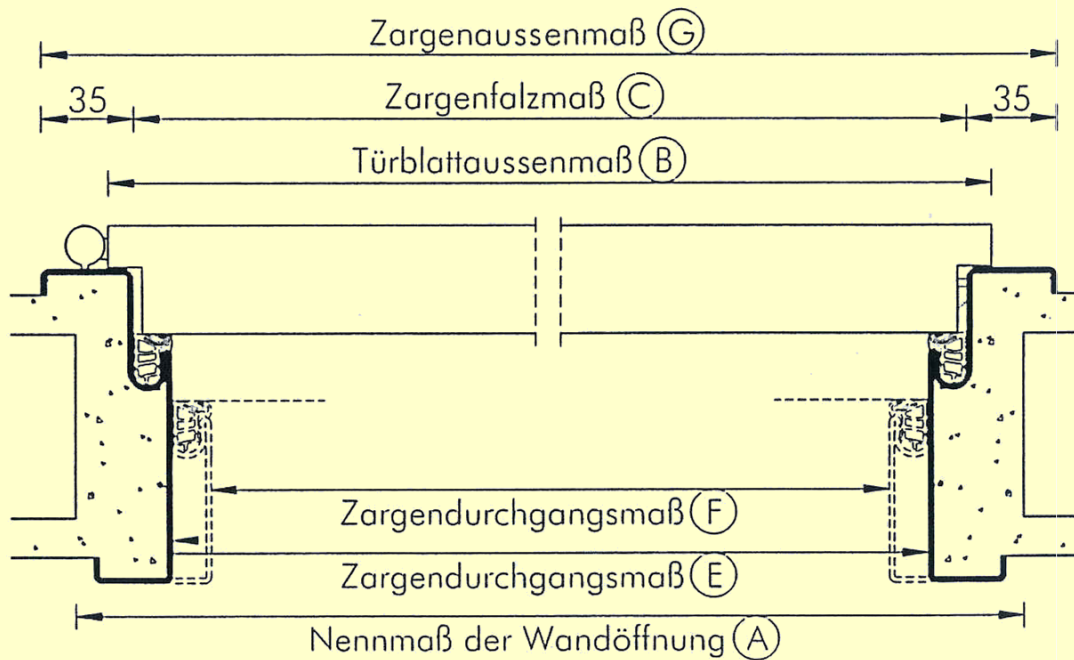 Zargenaussenmaß G
35 Zargenfalzmaß C 35
Türblattaussenmaß B
Zargendurchgangsmaß F
Zargendurchgangsmaß E
Nennmaß der Wandöffnung A